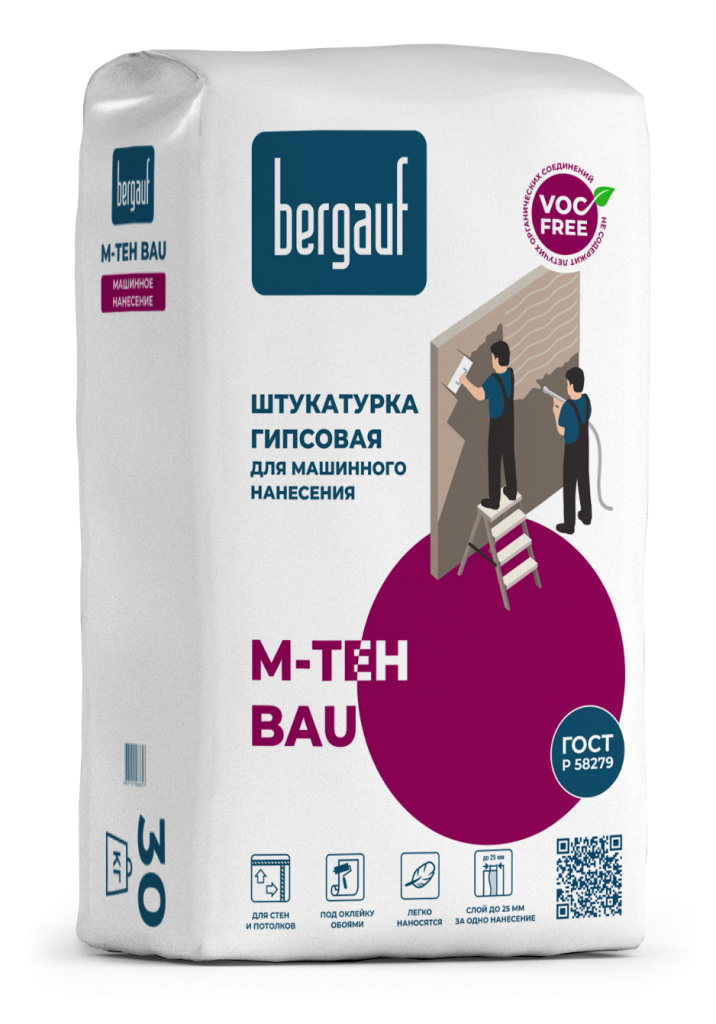 bergauf
М-ТЕН BAU
МАШИННОЕ
НАНЕСЕНИЕ
30
КГ
bergauf
НЕ СОДЕРЖИТ ЛЕТУЧИХ ОРГАНИЧЕСКИХ СОЕДИНЕНИЙ
VOC
FREE
ШТУКАТУРКА
ГИПСОВАЯ
ДЛЯ МАШИННОГО
НАНЕСЕНИЯ
М-ТЕН
BAU
ГОСТ
Р 58279
ДЛЯ СТЕН
И ПОТОЛКОВ
ПОД ОКЛЕЙКУ
ОБОЯМИ
ЛЕГКО
НАНОСЯТСЯ
до 25 мм
СЛОЙ ДО 25 ММ
ЗА ОДНО НАНЕСЕНИЕ